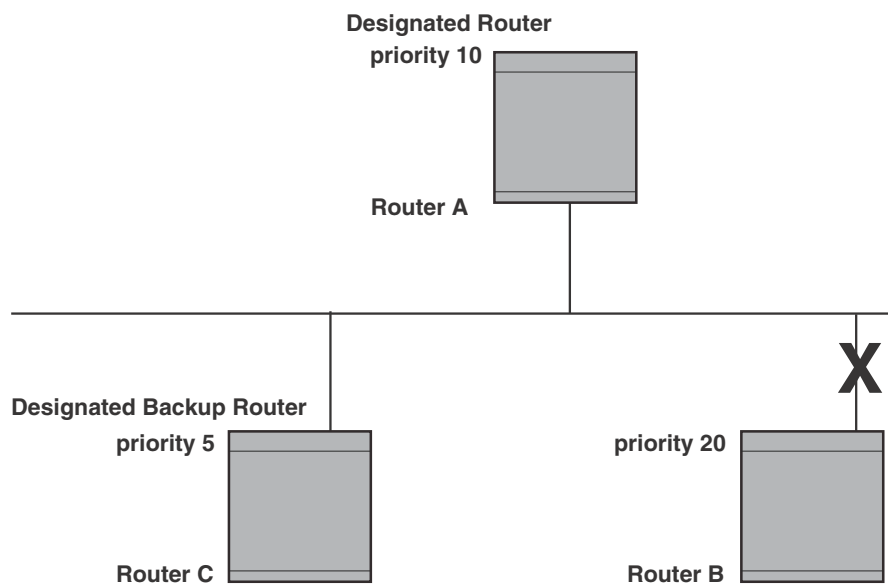 Designated Router
priority 10
Router A
X
Designated Backup Router
priority 5
priority 20
Router C
Router B